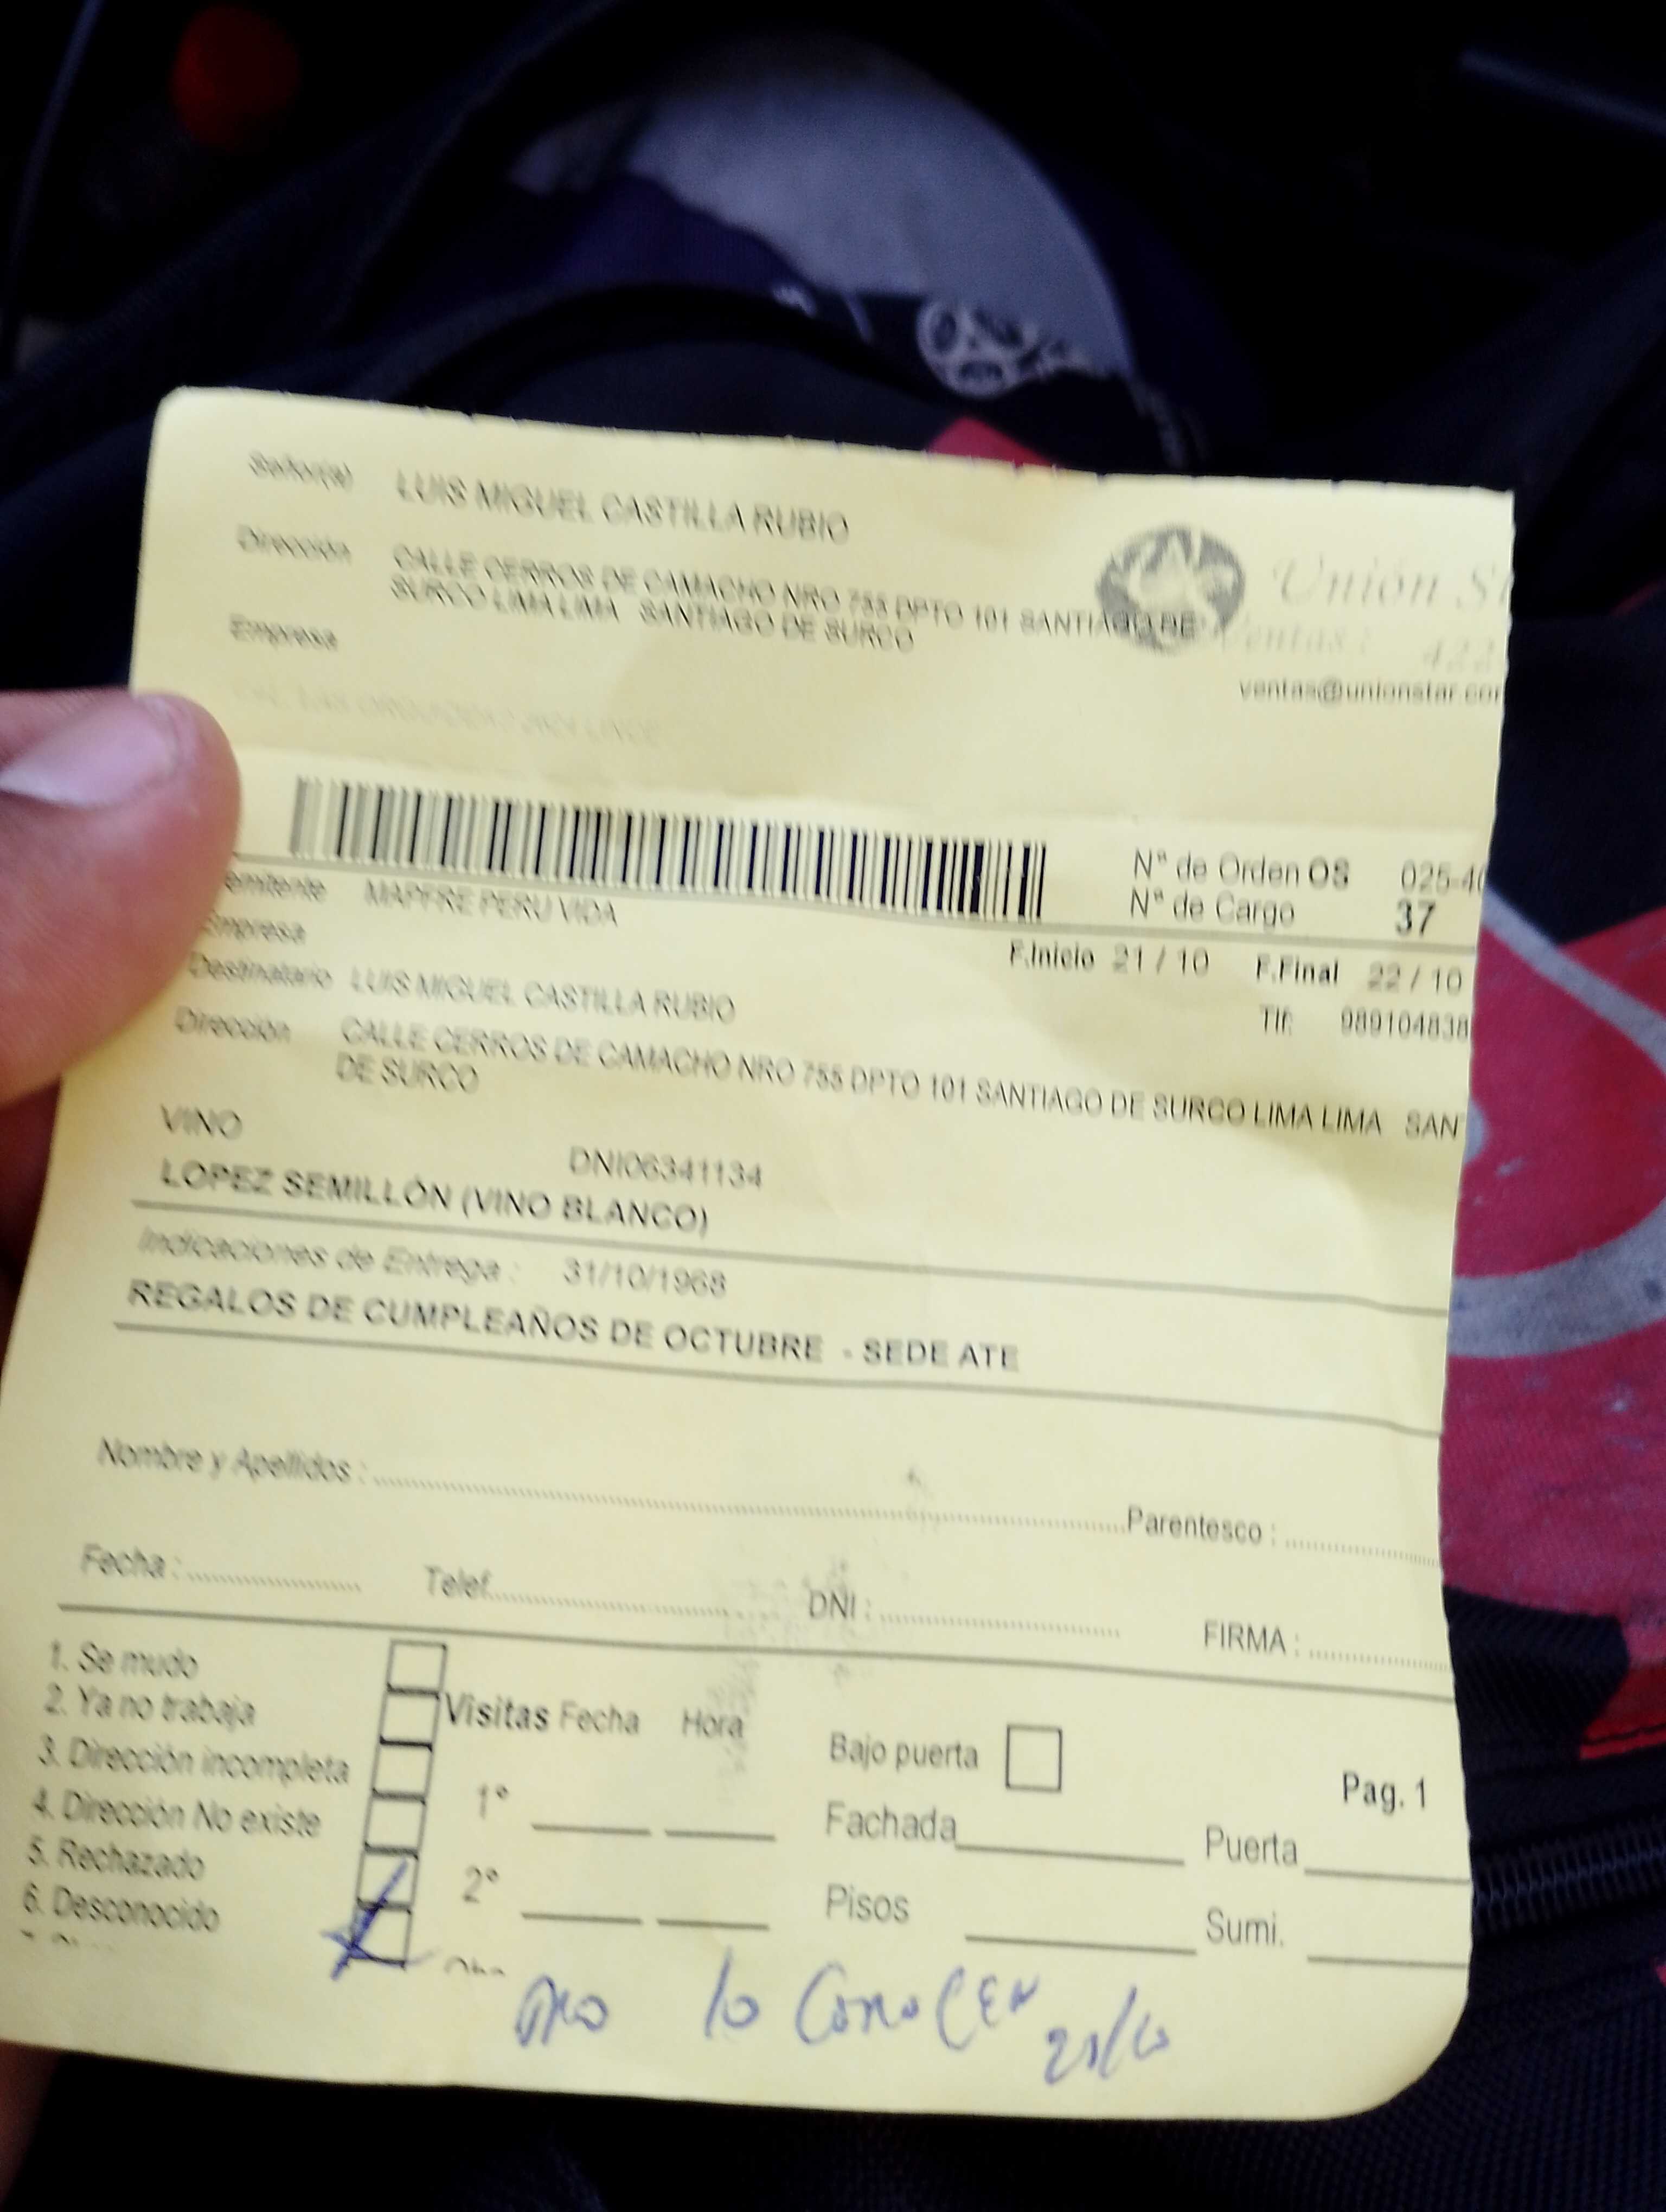 Señor(a) LUIS MIGUEL CASTILLA RUBIO
Dirección CALLE CERROS DE CAMACHO NRO 755 DPTO 101 SANTIAGO DE
SURCO LIMA LIMA SANTIAGO DE SURCO
Empresa
Unión St
Ventas : 422
ventas@unionstar.com
Nº de Orden OS 025-40
Nº de Cargo 37
emitente MAPFRE PERU VIDA
Empresa
F.Inicio 21 / 10 F.Final 22 / 10
Destinatario LUIS MIGUEL CASTILLA RUBIO
Tlf: 989104838
Dirección CALLE CERROS DE CAMACHO NRO 755 DPTO 101 SANTIAGO DE SURCO LIMA LIMA SAN
DE SURCO
VINO
DNI06341134
LOPEZ SEMILLÓN (VINO BLANCO)
Indicaciones de Entrega : 31/10/1968
REGALOS DE CUMPLEAÑOS DE OCTUBRE - SEDE ATE
Nombre y Apellidos : Parentesco :
Fecha : Telef. DNI : FIRMA :
1. Se mudo
2. Ya no trabaja
3. Dirección incompleta
4. Dirección No existe
5. Rechazado
6. Desconocido
Visitas Fecha Hora
1°
2°
Bajo puerta
Fachada Puerta
Pisos Sumi.
Pag. 1
no lo conocen